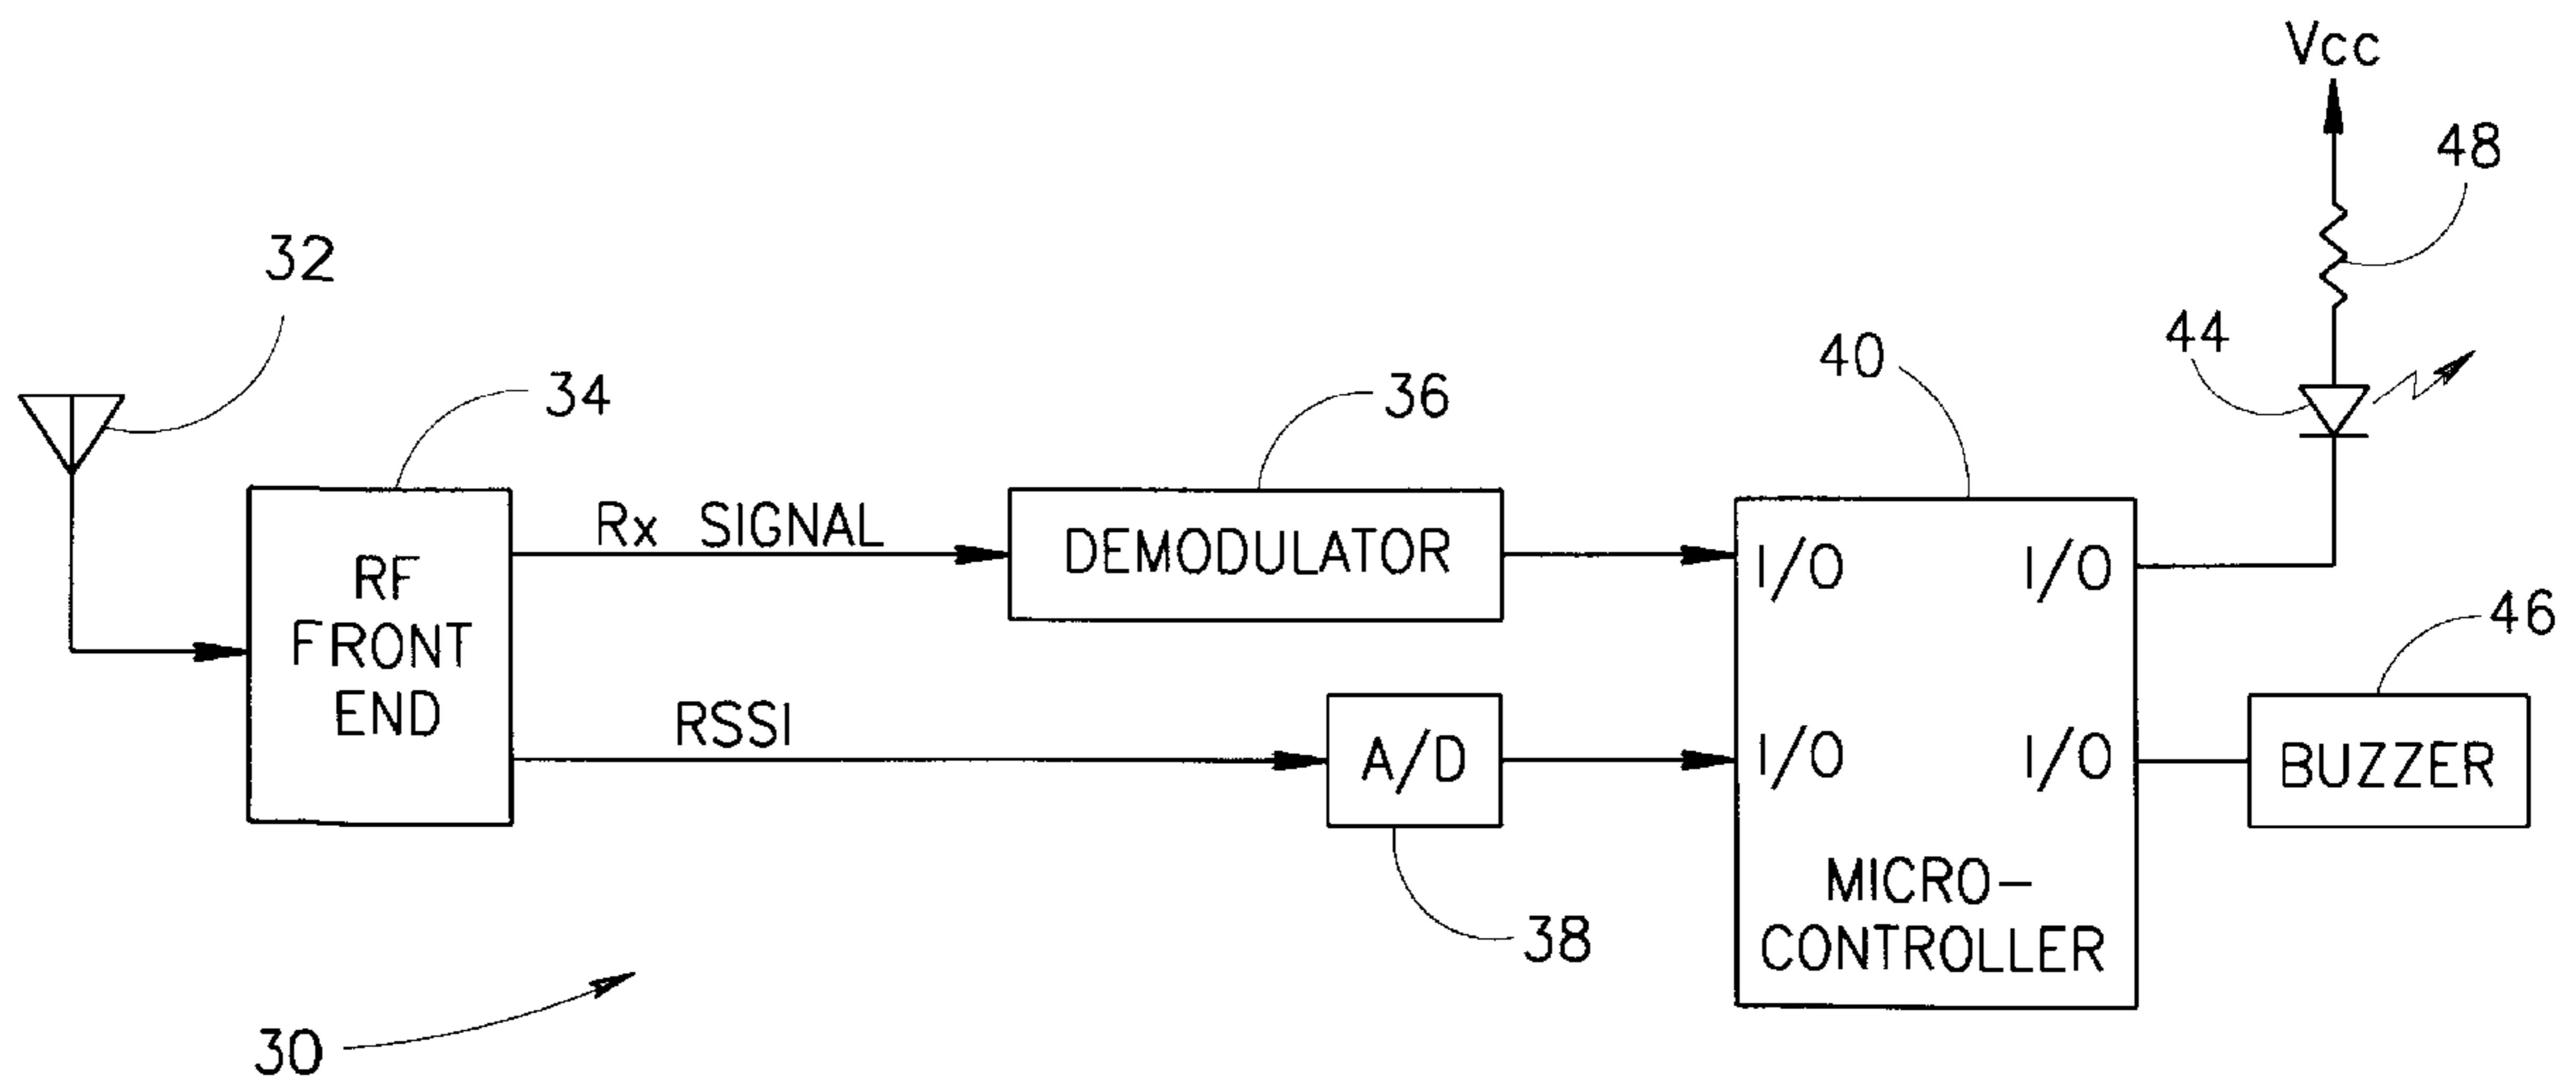 Vcc
48
32
44
40
34
36
Rx SIGNAL
DEMODULATOR
I/O
I/O
RF
FRONT
END
46
RSSI
A/D
I/O
I/O
BUZZER
MICRO-
CONTROLLER
38
30